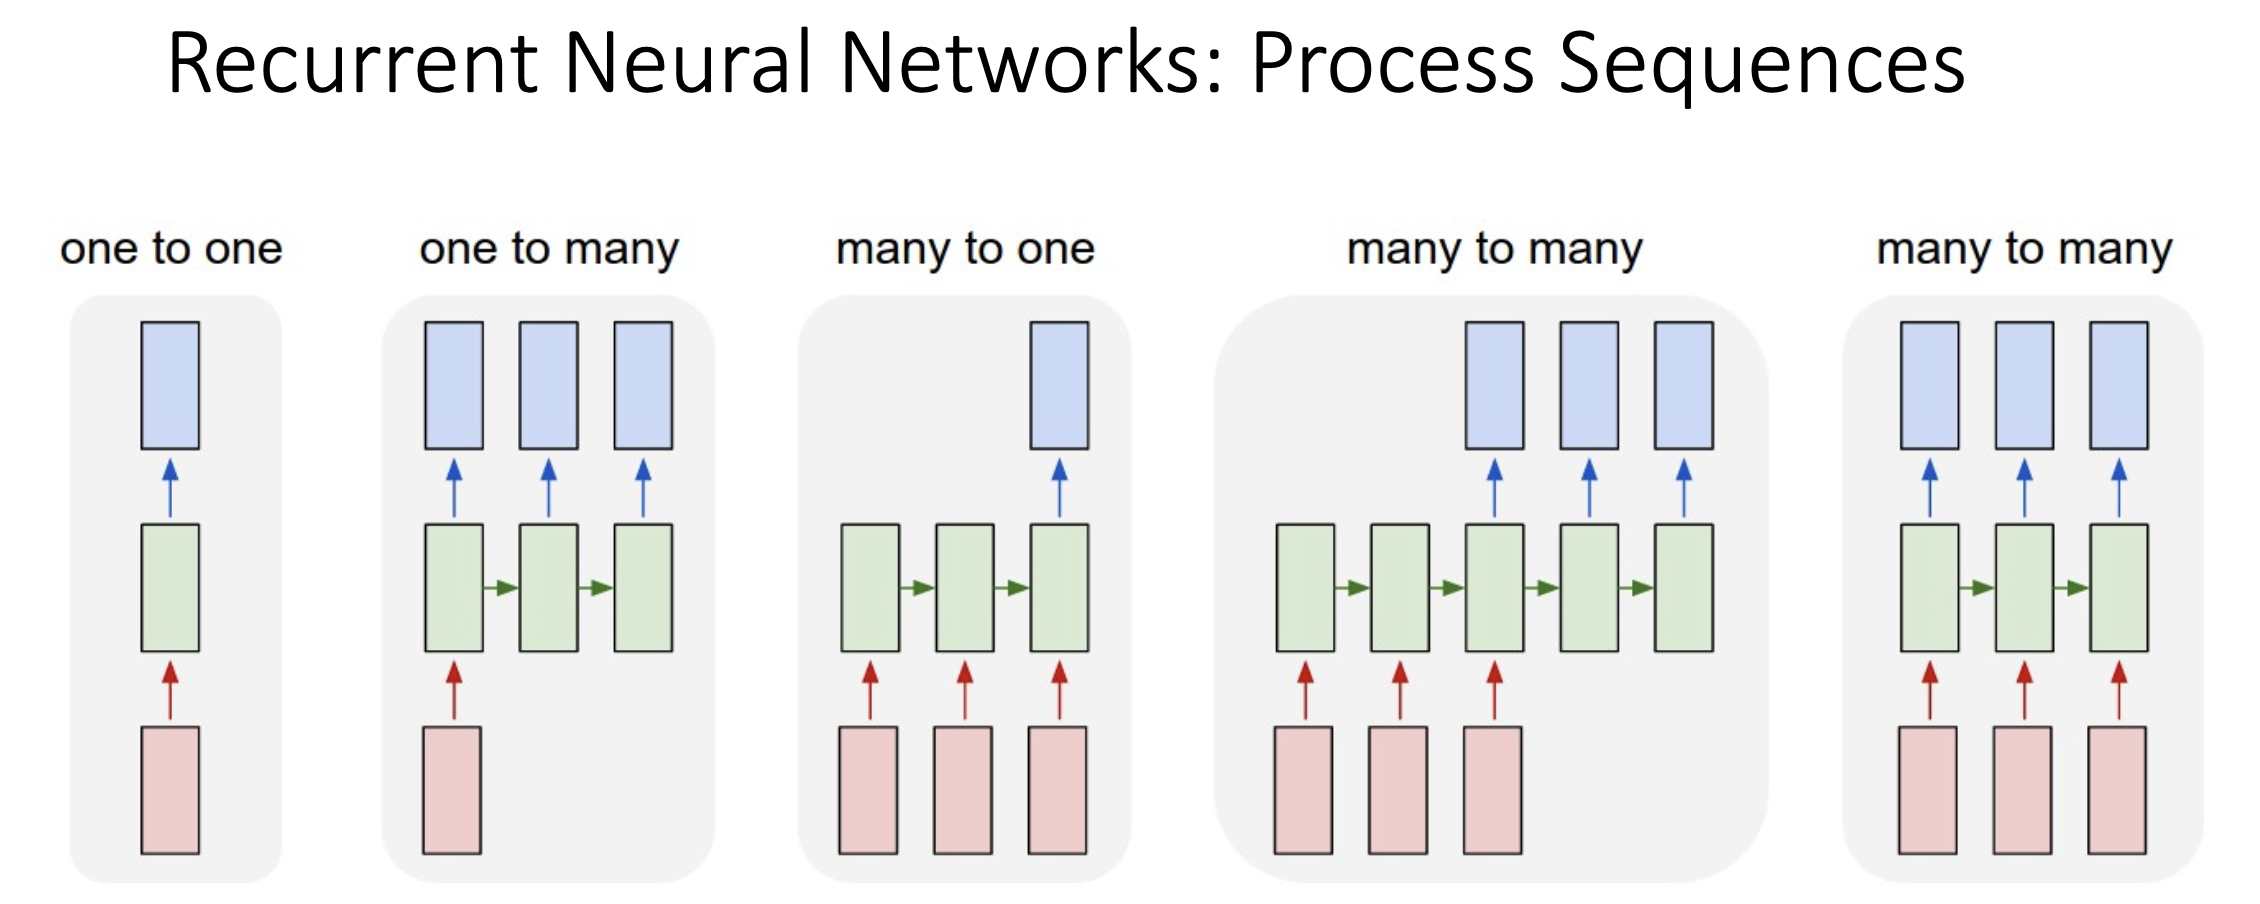 Recurrent Neural Networks: Process Sequences
one to one
one to many
many to one
many to many
many to many